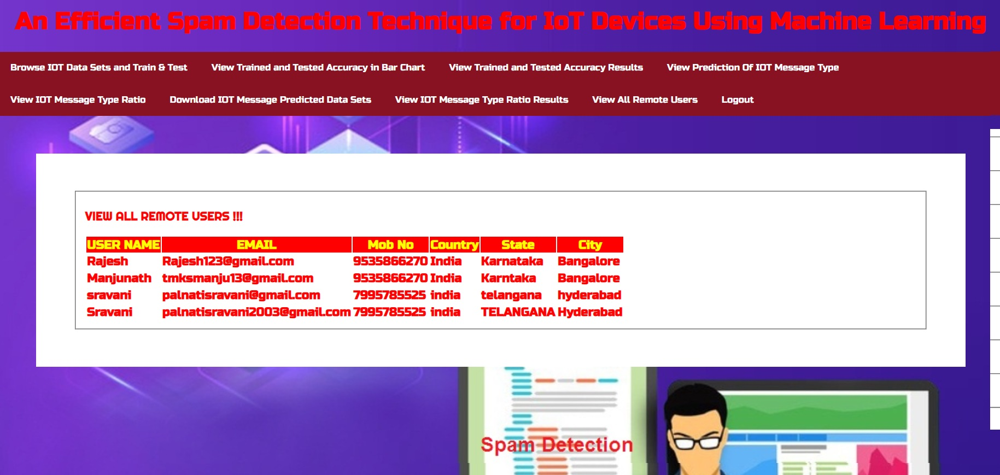 An Efficient Spam Detection Technique for IoT Devices Using Machine Learning
Browse IOT Data Sets and Train & Test View Trained and Tested Accuracy in Bar Chart View Trained and Tested Accuracy Results View Prediction Of IOT Message Type
View IOT Message Type Ratio Download IOT Message Predicted Data Sets View IOT Message Type Ratio Results View All Remote Users Logout
VIEW ALL REMOTE USERS !!!
USER NAME EMAIL Mob No Country State City
Rajesh Rajesh123@gmail.com 9535866270 India Karnataka Bangalore
Manjunath tmksmanju13@gmail.com 9535866270 India Karntaka Bangalore
sravani palnatisravani@gmail.com 7995785525 india telangana hyderabad
Sravani palnatisravani2003@gmail.com 7995785525 india TELANGANA Hyderabad
Spam Detection